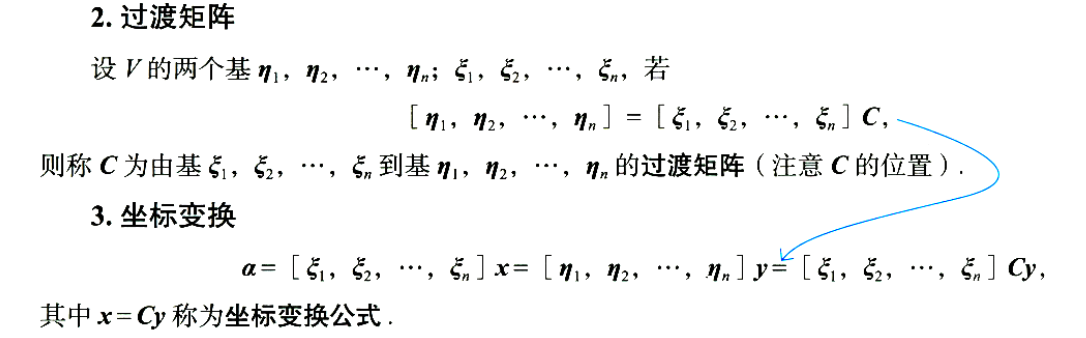 2. 过渡矩阵
设 V 的两个基 η₁, η₂, ⋯, ηₙ; ξ₁, ξ₂, ⋯, ξₙ, 若
[η₁, η₂, ⋯, ηₙ] = [ξ₁, ξ₂, ⋯, ξₙ] C,
则称 C 为由基 ξ₁, ξ₂, ⋯, ξₙ 到基 η₁, η₂, ⋯, ηₙ 的过渡矩阵（注意 C 的位置）.
3. 坐标变换
α = [ξ₁, ξ₂, ⋯, ξₙ] x = [η₁, η₂, ⋯, ηₙ] y = [ξ₁, ξ₂, ⋯, ξₙ] Cy,
其中 x = Cy 称为坐标变换公式.